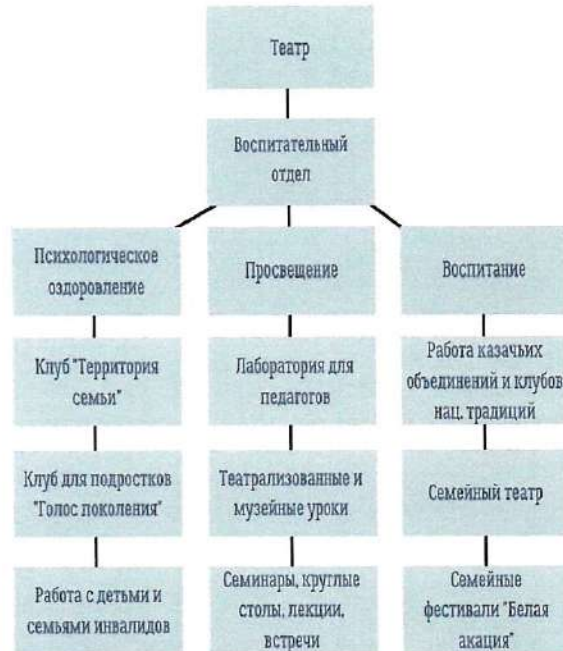 Театр
Воспитательный
отдел
Психологическое
оздоровление
Клуб "Территория
семьи"
Клуб для подростков
"Голос поколения"
Работа с детьми и
семьями инвалидов
Просвещение
Лаборатория для
педагогов
Театрализованные и
музейные уроки
Семинары, круглые
столы, лекции,
встречи
Воспитание
Работа казачьих
объединений и клубов
нац. традиций
Семейный театр
Семейные
фестивали "Белая
акация"